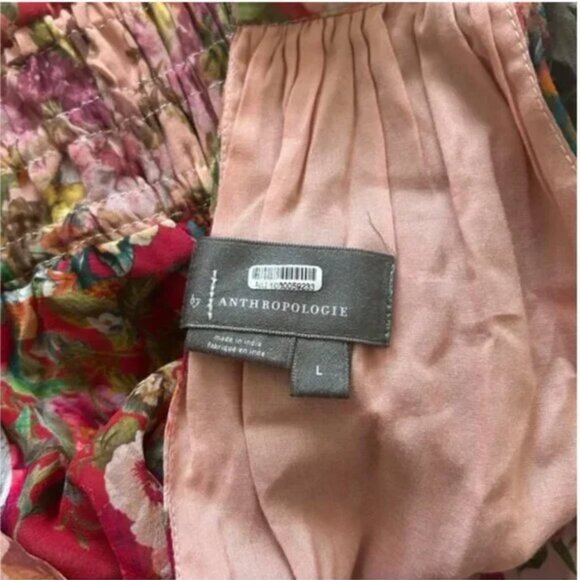 by ANTHROPOLOGIE
made in india
fabriqué en inde
L